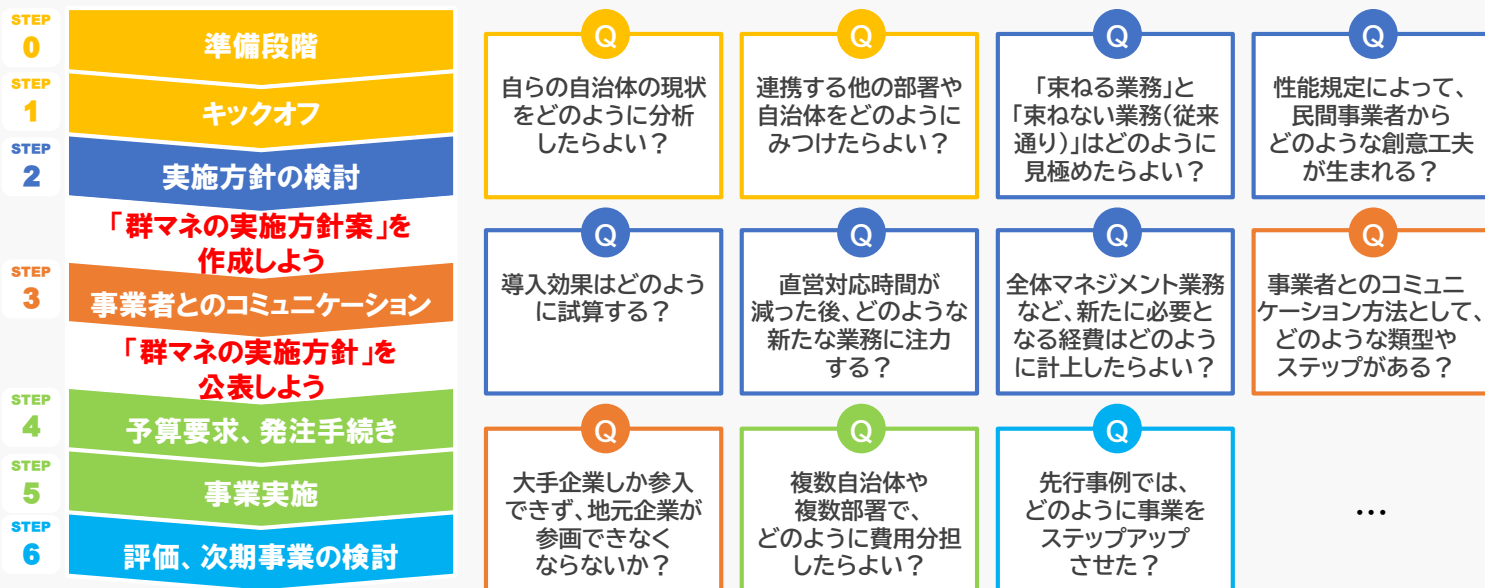 STEP
0
準備段階
STEP
1
キックオフ
STEP
2
実施方針の検討
「群マネの実施方針案」を
作成しよう
STEP
3
事業者とのコミュニケーション
「群マネの実施方針」を
公表しよう
STEP
4
予算要求、発注手続き
STEP
5
事業実施
STEP
6
評価、次期事業の検討
Q
自らの自治体の現状
をどのように分析
したらよい？
Q
連携する他の部署や
自治体をどのように
みつけたらよい？
Q
「束ねる業務」と
「束ねない業務(従来
通り)」はどのように
見極めたらよい？
Q
性能規定によって、
民間事業者から
どのような創意工夫
が生まれる？
Q
導入効果はどのよう
に試算する？
Q
直営対応時間が
減った後、どのような
新たな業務に注力
する？
Q
全体マネジメント業務
など、新たに必要と
なる経費はどのよう
に計上したらよい？
Q
事業者とのコミュニ
ケーション方法として、
どのような類型や
ステップがある？
Q
大手企業しか参入
できず、地元企業が
参画できなく
ならないか？
Q
複数自治体や
複数部署で、
どのように費用分担
したらよい？
Q
先行事例では、
どのように事業を
ステップアップ
させた？
…